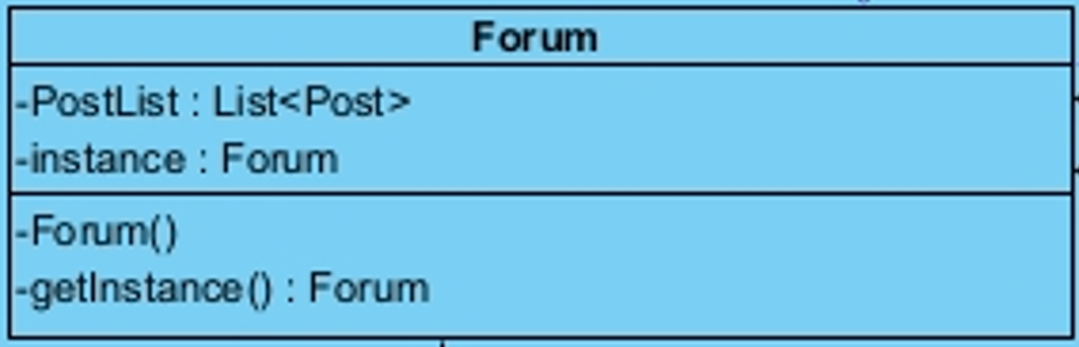 Forum
-PostList : List<Post>
-instance : Forum
-Forum()
-getInstance() : Forum